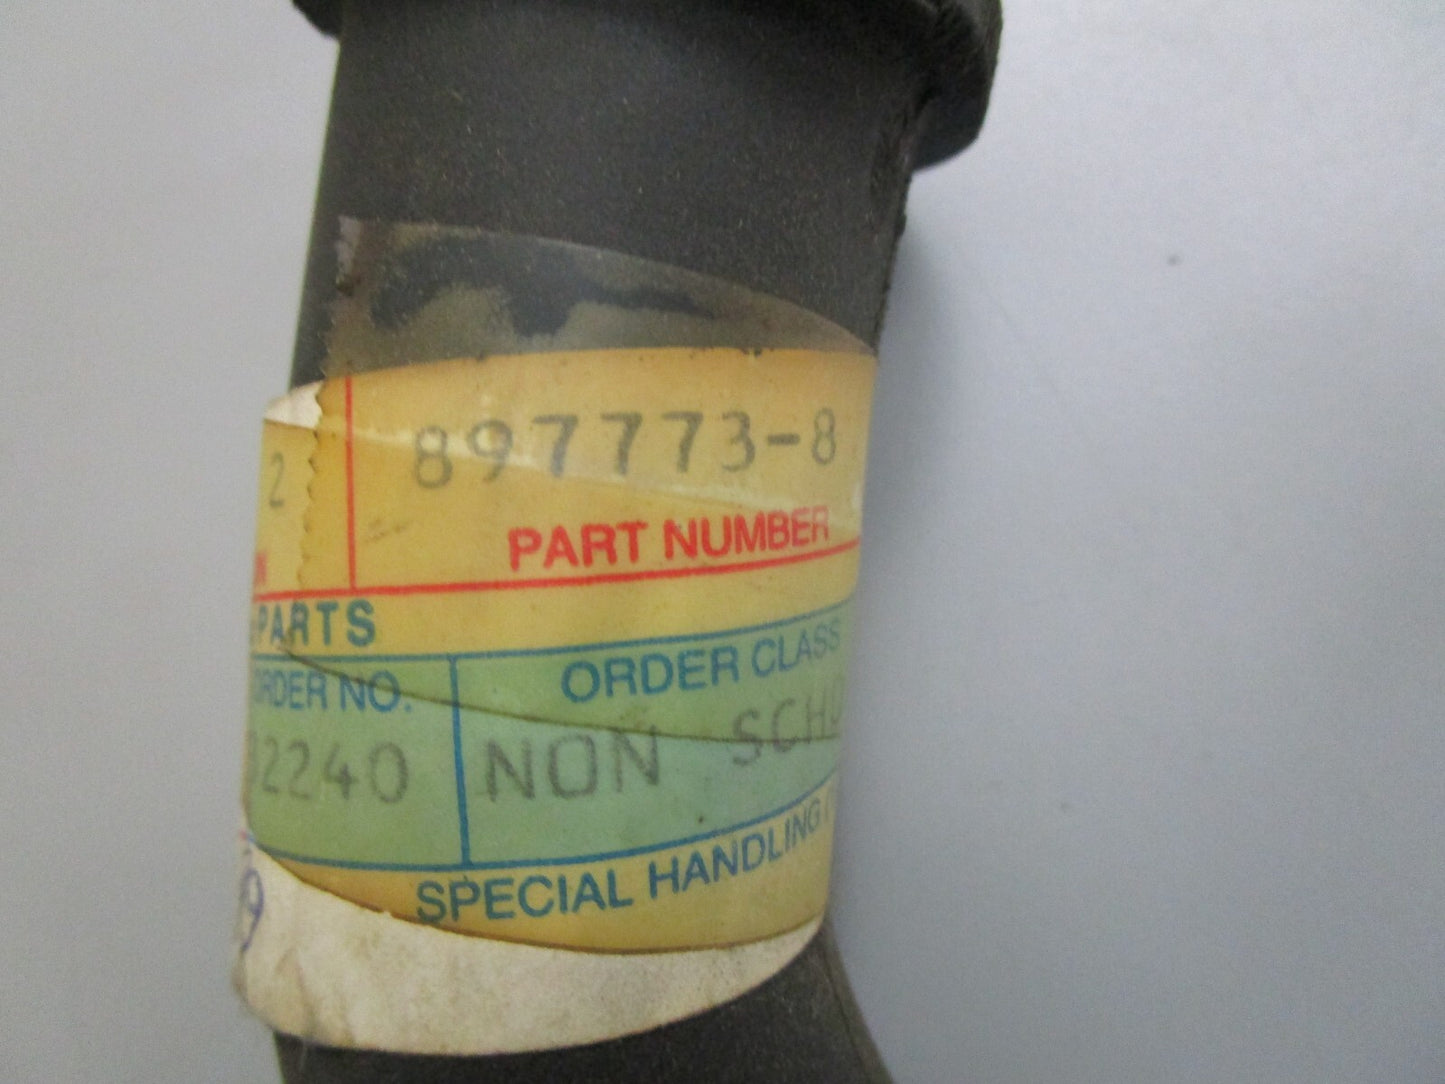 2 897773-8
PART NUMBER
PARTS
ORDER NO. ORDER CLASS
2240 NON
SPECIAL HANDLING